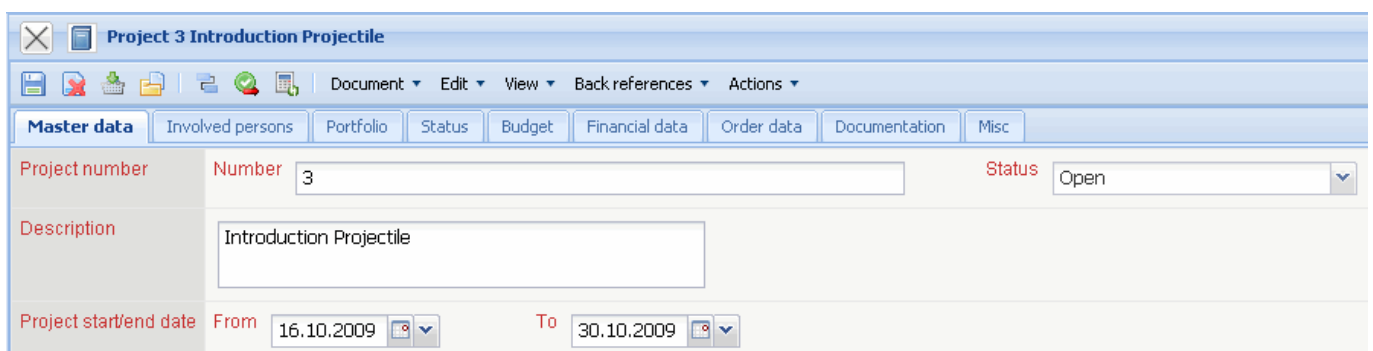 Project 3 Introduction Projectile
Document Edit View Back references Actions
Master data Involved persons Portfolio Status Budget Financial data Order data Documentation Misc
Project number Number 3 Status Open
Description Introduction Projectile
Project start/end date From 16.10.2009 To 30.10.2009